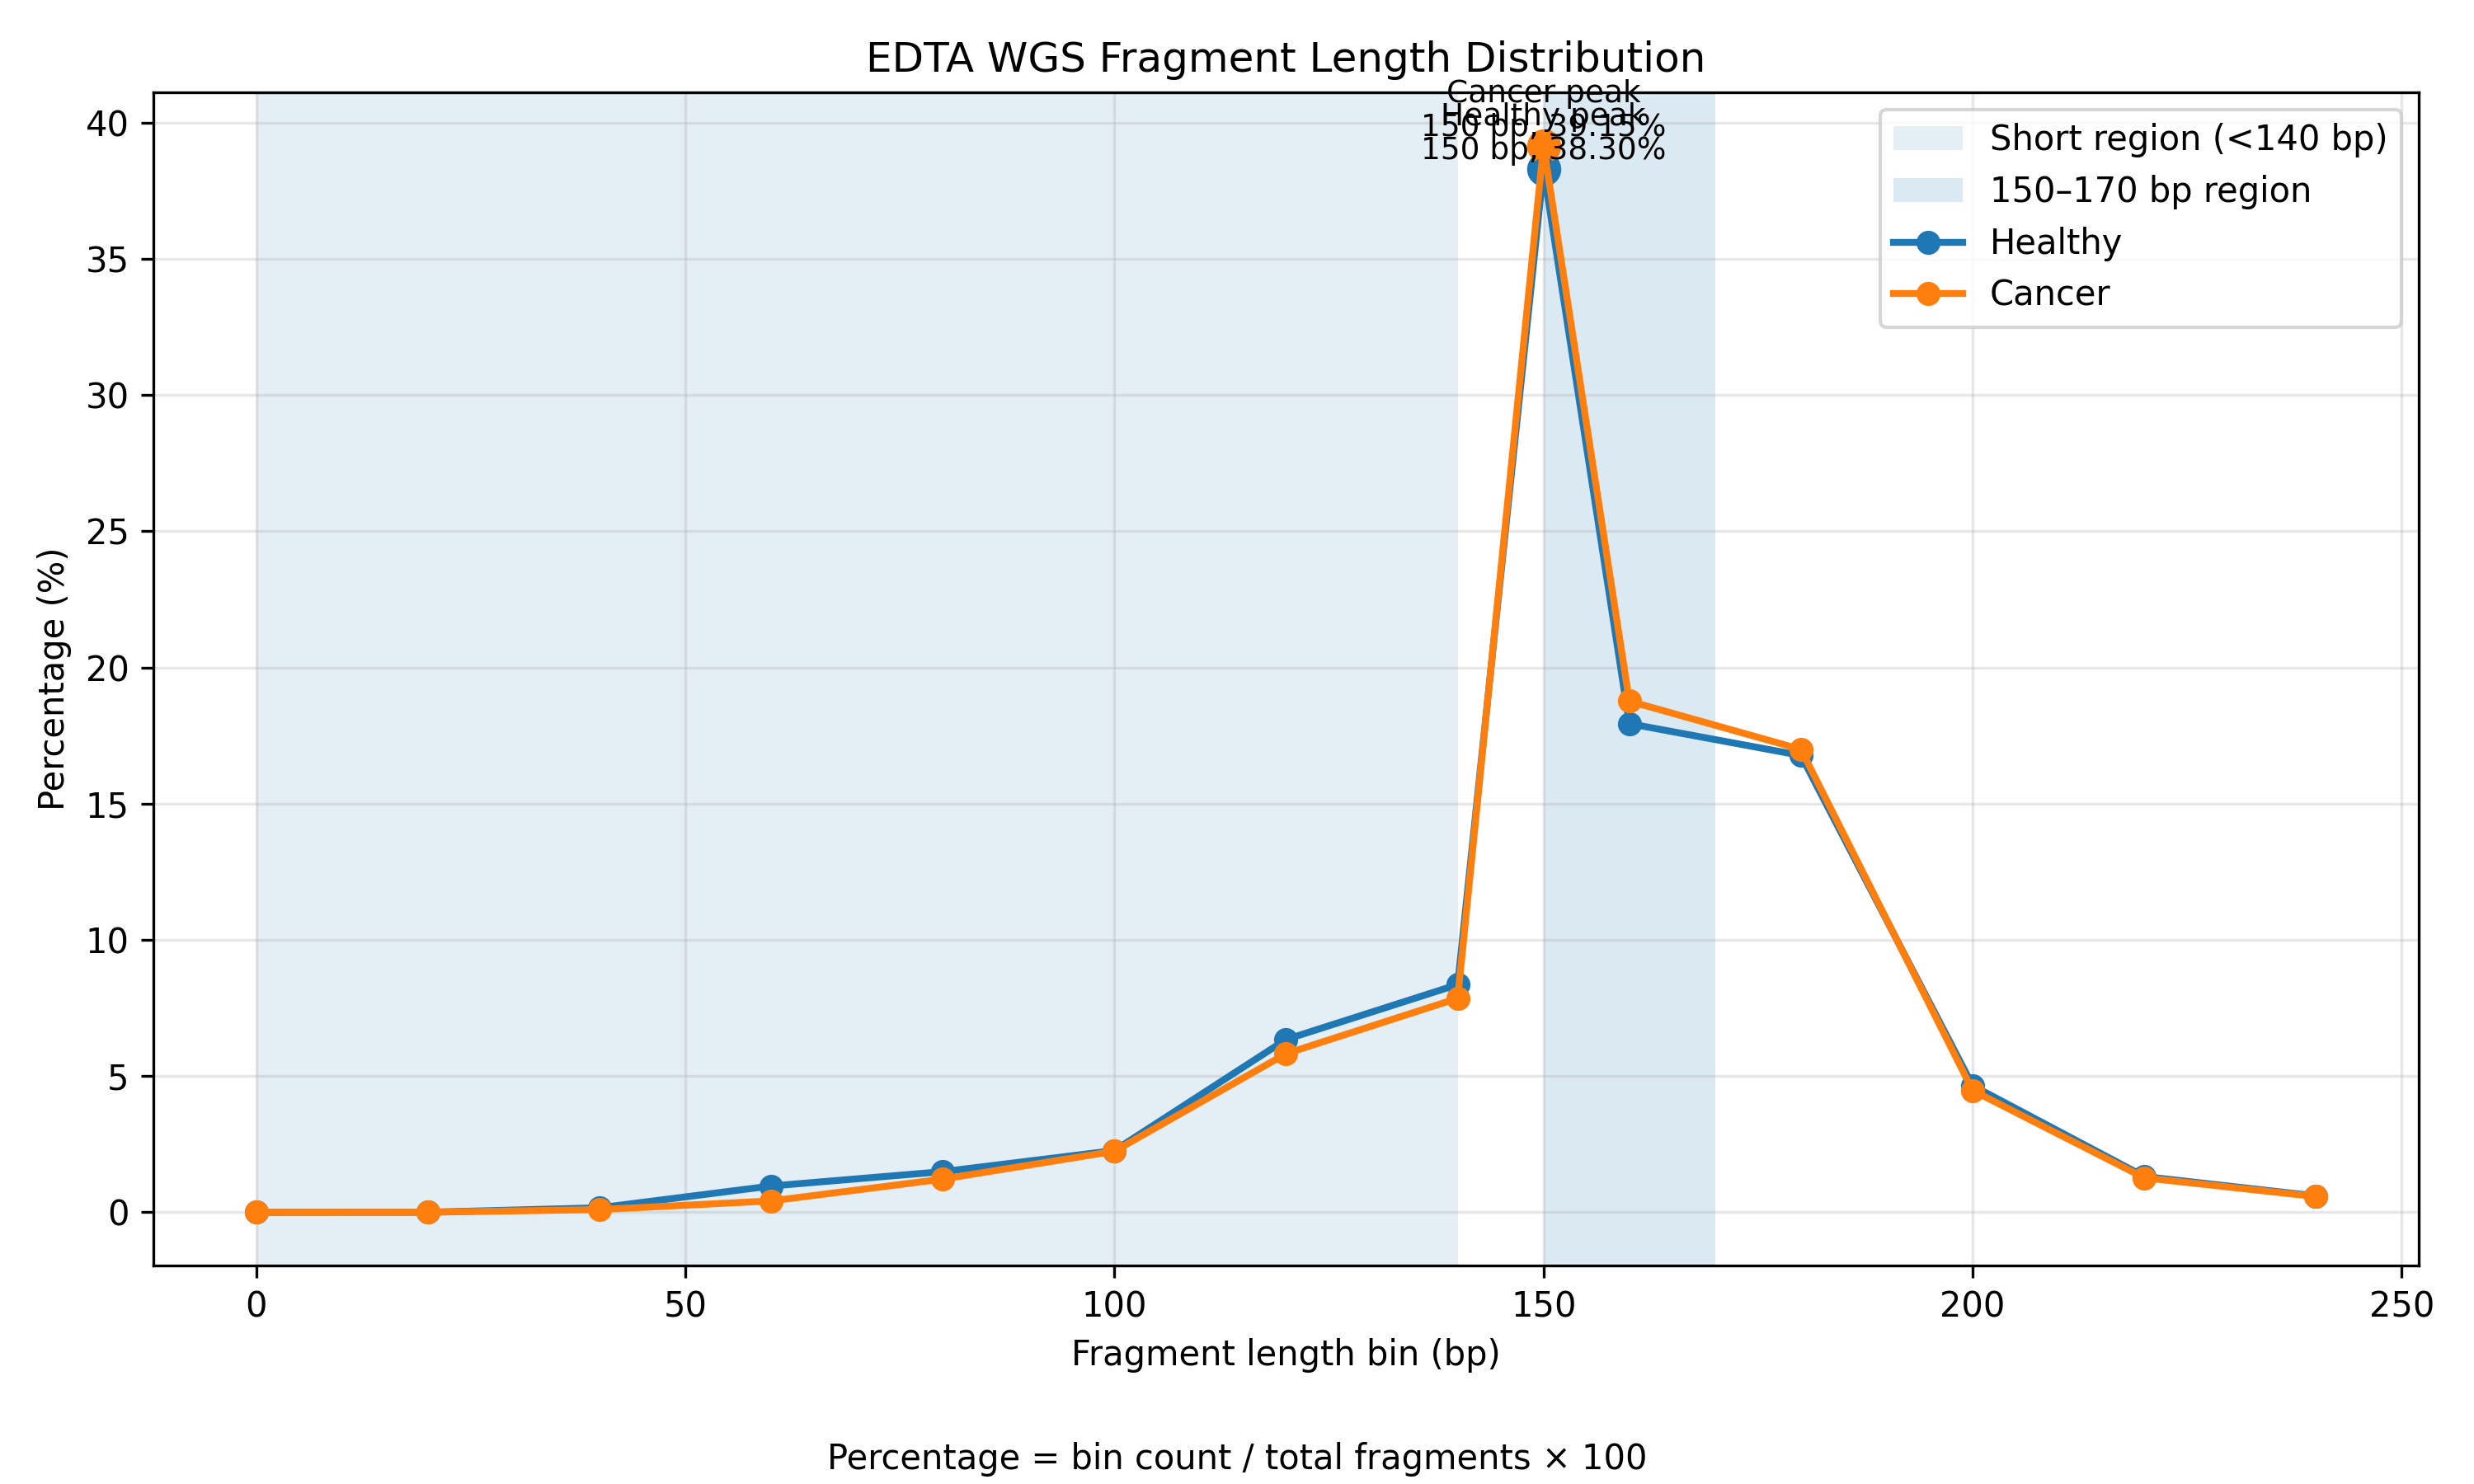 EDTA WGS Fragment Length Distribution
Cancer peak
150 bp, 39.15%
Healthy peak
150 bp, 38.30%
Short region (<140 bp)
150–170 bp region
Healthy
Cancer
Percentage (%)
40
35
30
25
20
15
10
5
0
0
50
100
150
200
250
Fragment length bin (bp)
Percentage = bin count / total fragments × 100